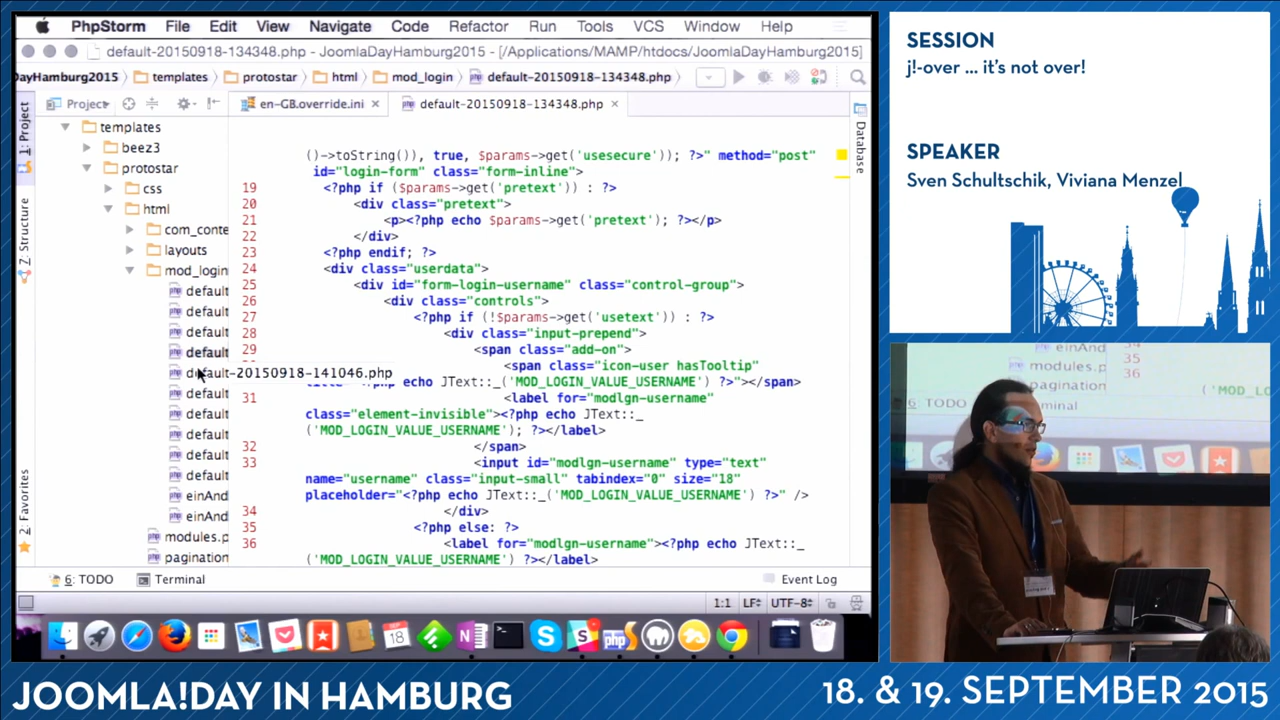 PhpStorm File Edit View Navigate Code Refactor Run Tools VCS Window Help
default-20150918-134348.php - JoomlaDayHamburg2015 - [/Applications/MAMP/htdocs/JoomlaDayHamburg2015]
DayHamburg2015 templates protostar html mod_login default-20150918-134348.php
1: Project
Project
en-GB.override.ini
default-20150918-134348.php
Database
templates
beez3
protostar
css
html
com_conte
layouts
mod_login
default
default
default
default
default-20150918-141046.php
default
default
default
default
default
einAnd
einAnd
modules.p
pagination
Z: Structure
2: Favorites
()->toString()), true, $params->get('usesecure')); ?>" method="post"
id="login-form" class="form-inline">
19 <?php if ($params->get('pretext')) : ?>
20 <div class="pretext">
21 <p><?php echo $params->get('pretext'); ?></p>
22 </div>
23 <?php endif; ?>
24 <div class="userdata">
25 <div id="form-login-username" class="control-group">
26 <div class="controls">
27 <?php if (!$params->get('usetext')) : ?>
28 <div class="input-prepend">
29 <span class="add-on">
<span class="icon-user hasTooltip"
php echo JText::_('MOD_LOGIN_VALUE_USERNAME') ?>"></span>
31 <label for="modlgn-username"
class="element-invisible"><?php echo JText::_
('MOD_LOGIN_VALUE_USERNAME'); ?></label>
32 </span>
33 <input id="modlgn-username" type="text"
name="username" class="input-small" tabindex="0" size="18"
placeholder="<?php echo JText::_('MOD_LOGIN_VALUE_USERNAME') ?>" />
34 </div>
35 <?php else: ?>
36 <label for="modlgn-username"><?php echo JText::_
('MOD_LOGIN_VALUE_USERNAME') ?></label>
6: TODO Terminal Event Log
1:1 LF UTF-8
18
SESSION
j!-over ... it's not over!
SPEAKER
Sven Schultschik, Viviana Menzel
einAnd
modules.p
pagination
35
36
('MOD_LO
6: TODO
JOOMLA!DAY IN HAMBURG
18. & 19. SEPTEMBER 2015